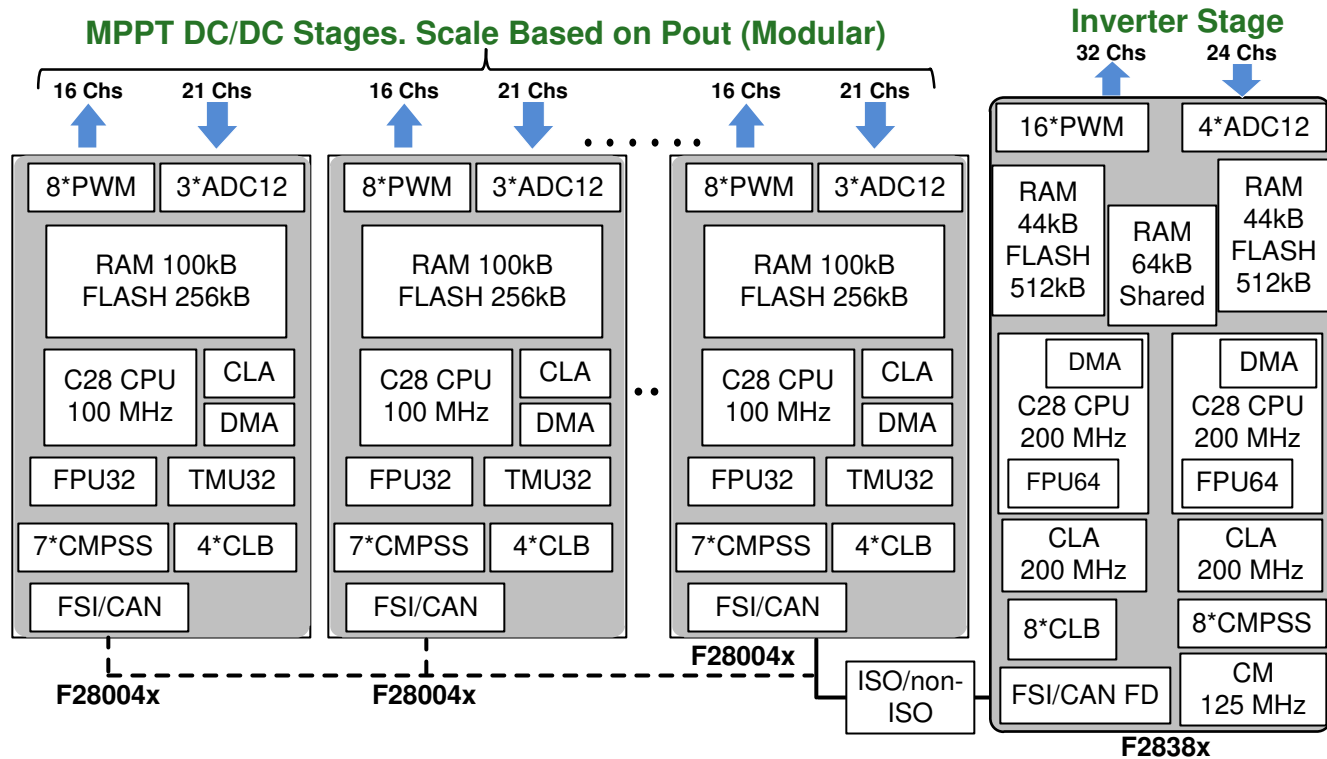 MPPT DC/DC Stages. Scale Based on Pout (Modular)
16 Chs
21 Chs
8*PWM
3*ADC12
RAM 100kB
FLASH 256kB
C28 CPU
100 MHz
CLA
DMA
FPU32
TMU32
7*CMPSS
4*CLB
FSI/CAN
F28004x
16 Chs
21 Chs
8*PWM
3*ADC12
RAM 100kB
FLASH 256kB
C28 CPU
100 MHz
CLA
DMA
FPU32
TMU32
7*CMPSS
4*CLB
FSI/CAN
F28004x
16 Chs
21 Chs
8*PWM
3*ADC12
RAM 100kB
FLASH 256kB
C28 CPU
100 MHz
CLA
DMA
FPU32
TMU32
7*CMPSS
4*CLB
FSI/CAN
F28004x
ISO/non-
ISO
Inverter Stage
32 Chs
24 Chs
16*PWM
4*ADC12
RAM
44kB
FLASH
512kB
RAM
64kB
Shared
RAM
44kB
FLASH
512kB
DMA
C28 CPU
200 MHz
FPU64
DMA
C28 CPU
200 MHz
FPU64
CLA
200 MHz
CLA
200 MHz
8*CLB
8*CMPSS
FSI/CAN FD
CM
125 MHz
F2838x